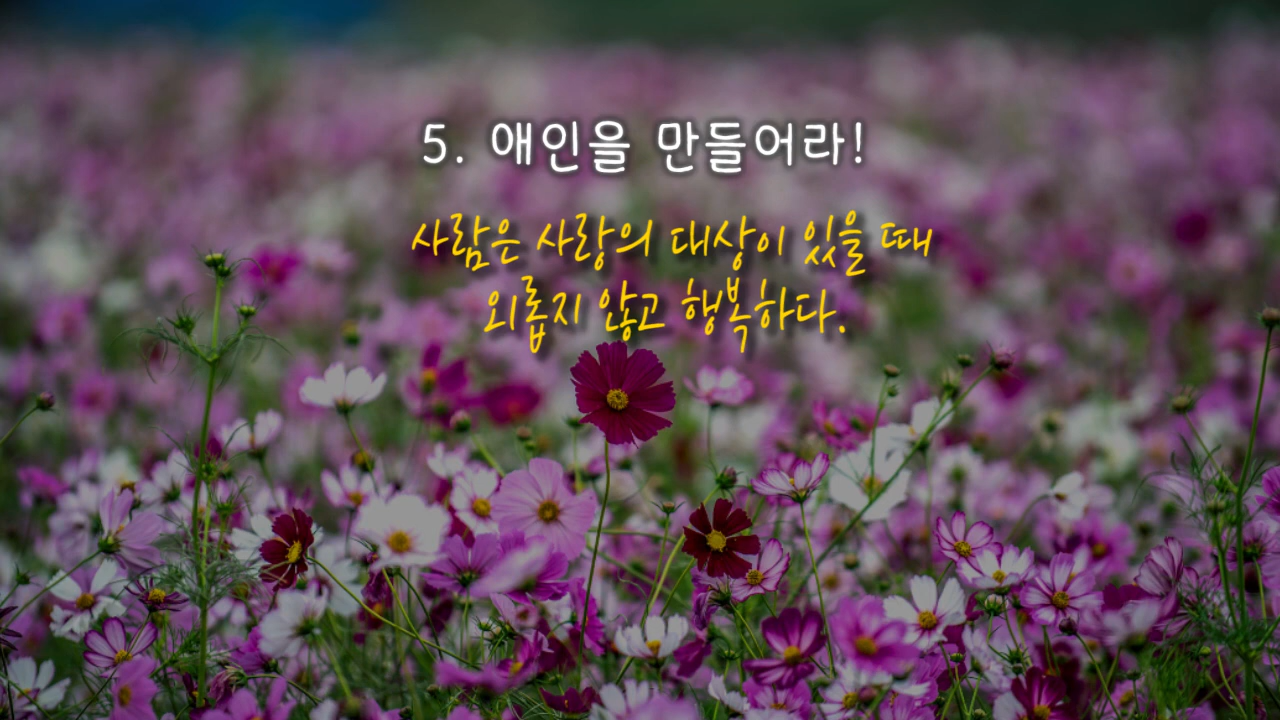 5. 애인을 만들어라!
사람은 사랑의 대상이 있을 때
외롭지 않고 행복하다.